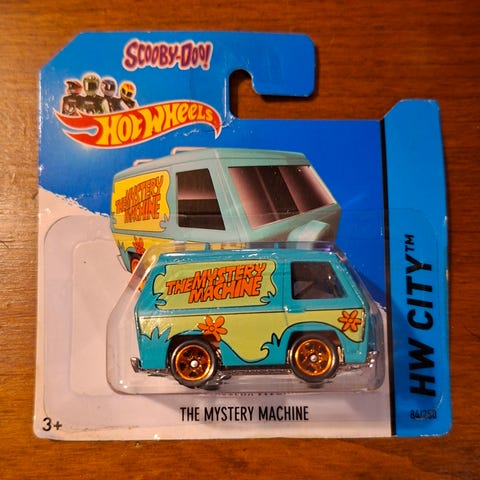 SCOOBY-DOO!
HOT WHEELS
THE MYSTERY
MACHINE
THE MYSTERY
MACHINE
HW CITY™
84/250
THE MYSTERY MACHINE
3+